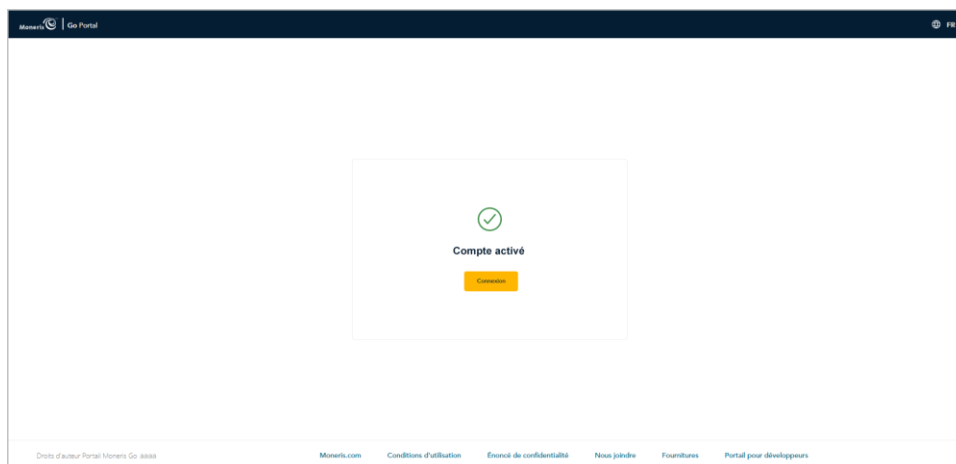 Moneris Go Portal
FR
Compte activé
Connexion
Droits d'auteur Portail Moneris Go aaaa
Moneris.com Conditions d'utilisation Énoncé de confidentialité Nous joindre Fournitures Portail pour développeurs